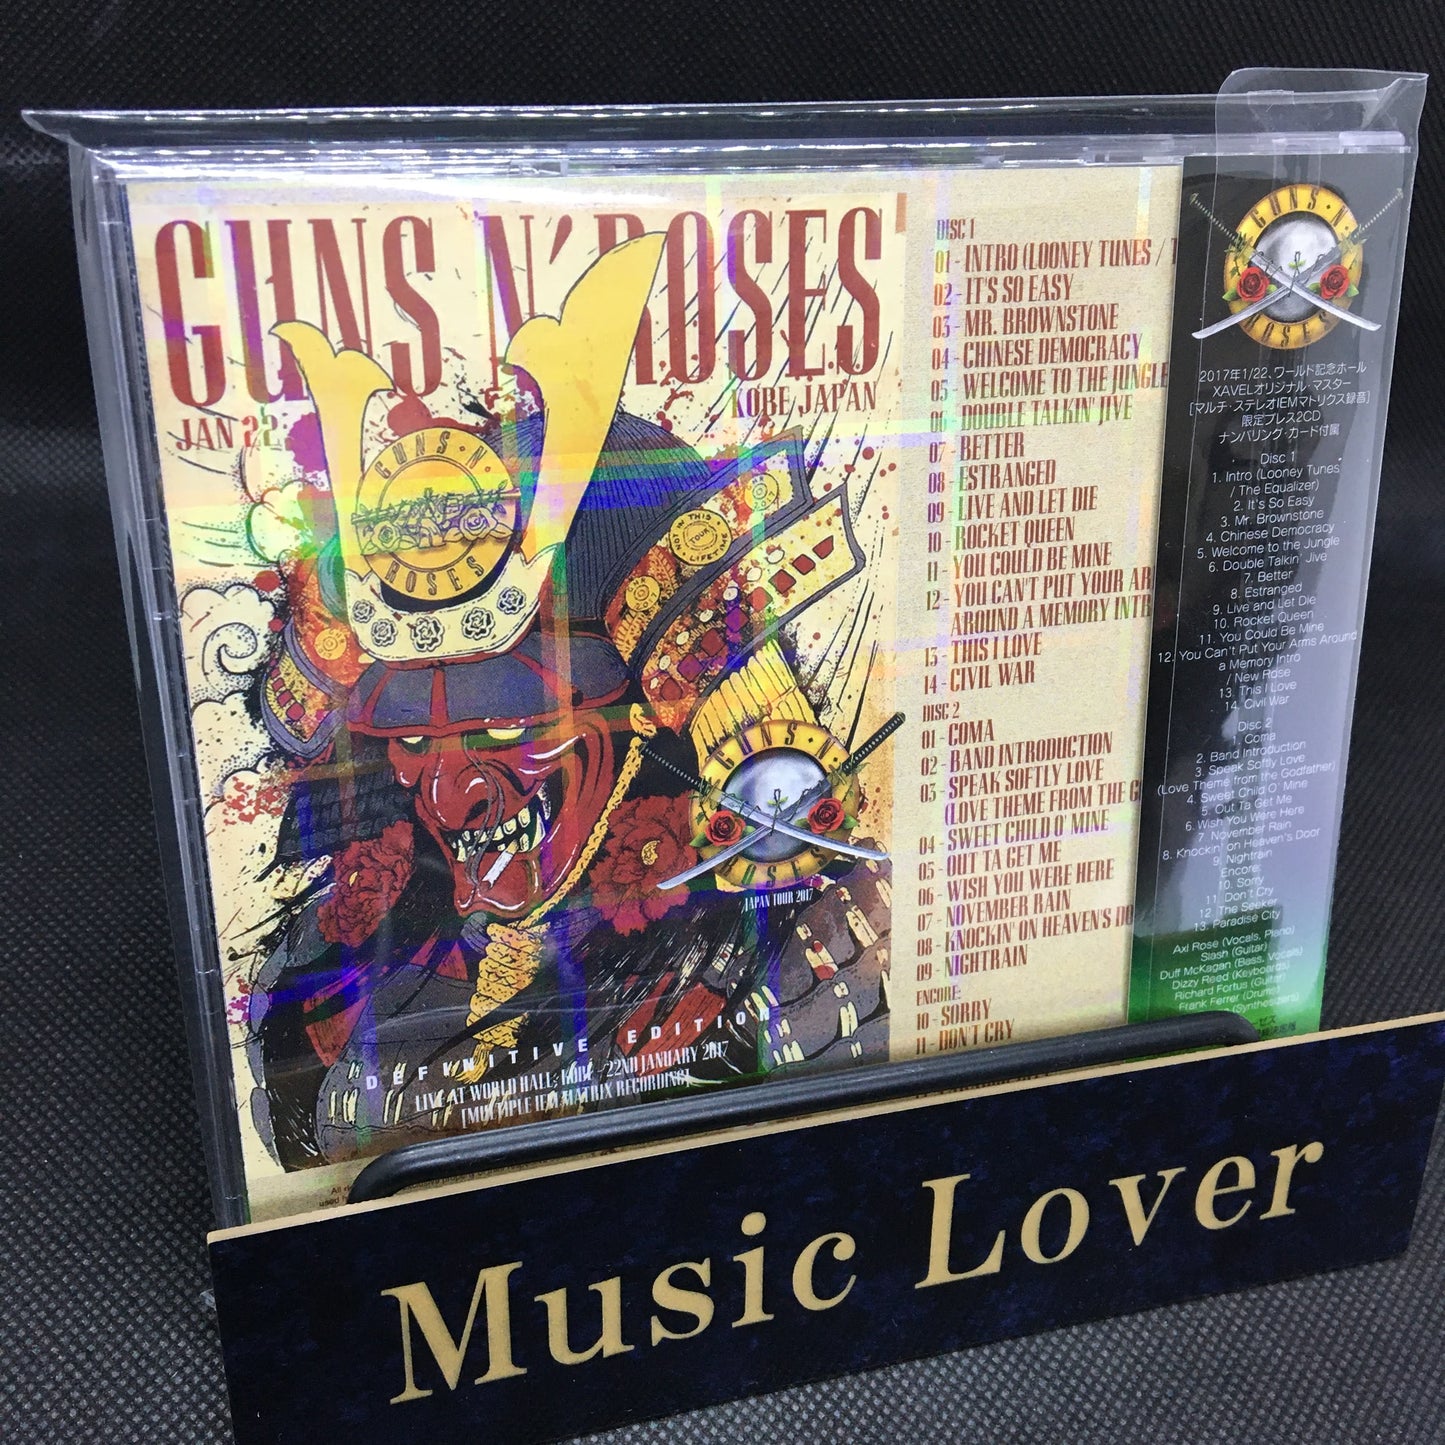 GUNS N' ROSES
JAN 22
KOBE JAPAN
GUNS N'
ROSES
NOT IN THIS
TOUR
LIFETIME
GUNS N'
ROSES
JAPAN TOUR 2017
DEFINITIVE EDITION
LIVE AT WORLD HALL, KOBE - 22ND JANUARY 2017
[MULTIPLE IEM MATRIX RECORDING]
DISC 1
01 - INTRO (LOONEY TUNES /
02 - IT'S SO EASY
03 - MR. BROWNSTONE
04 - CHINESE DEMOCRACY
05 - WELCOME TO THE JUNGLE
06 - DOUBLE TALKIN' JIVE
07 - BETTER
08 - ESTRANGED
09 - LIVE AND LET DIE
10 - ROCKET QUEEN
11 - YOU COULD BE MINE
12 - YOU CAN'T PUT YOUR AR
AROUND A MEMORY INTR
13 - THIS I LOVE
14 - CIVIL WAR
DISC 2
01 - COMA
02 - BAND INTRODUCTION
03 - SPEAK SOFTLY LOVE
(LOVE THEME FROM THE G
04 - SWEET CHILD O' MINE
05 - OUT TA GET ME
06 - WISH YOU WERE HERE
07 - NOVEMBER RAIN
08 - KNOCKIN' ON HEAVEN'S DO
09 - NIGHTRAIN
ENCORE:
10 - SORRY
11 - DON'T CRY
GUNS N'
ROSES
2017年1/22、ワールド記念ホール
XAVELオリジナル・マスター
[マルチ・ステレオIEMマトリクス録音]
限定プレス2CD
ナンバリング・カード付属
Disc 1
1. Intro (Looney Tunes
/ The Equalizer)
2. It's So Easy
3. Mr. Brownstone
4. Chinese Democracy
5. Welcome to the Jungle
6. Double Talkin' Jive
7. Better
8. Estranged
9. Live and Let Die
10. Rocket Queen
11. You Could Be Mine
12. You Can't Put Your Arms Around
a Memory Intro
/ New Rose
13. This I Love
14. Civil War
Disc 2
1. Coma
2. Band Introduction
3. Speak Softly Love
(Love Theme from the Godfather)
4. Sweet Child O' Mine
5. Out Ta Get Me
6. Wish You Were Here
7. November Rain
8. Knockin' on Heaven's Door
9. Nightrain
Encore:
10. Sorry
11. Don't Cry
12. The Seeker
13. Paradise City
Axl Rose (Vocals, Piano)
Slash (Guitar)
Duff McKagan (Bass, Vocals)
Dizzy Reed (Keyboards)
Richard Fortus (Guitar)
Frank Ferrer (Drums)
(Synthesizers)
Music Lover